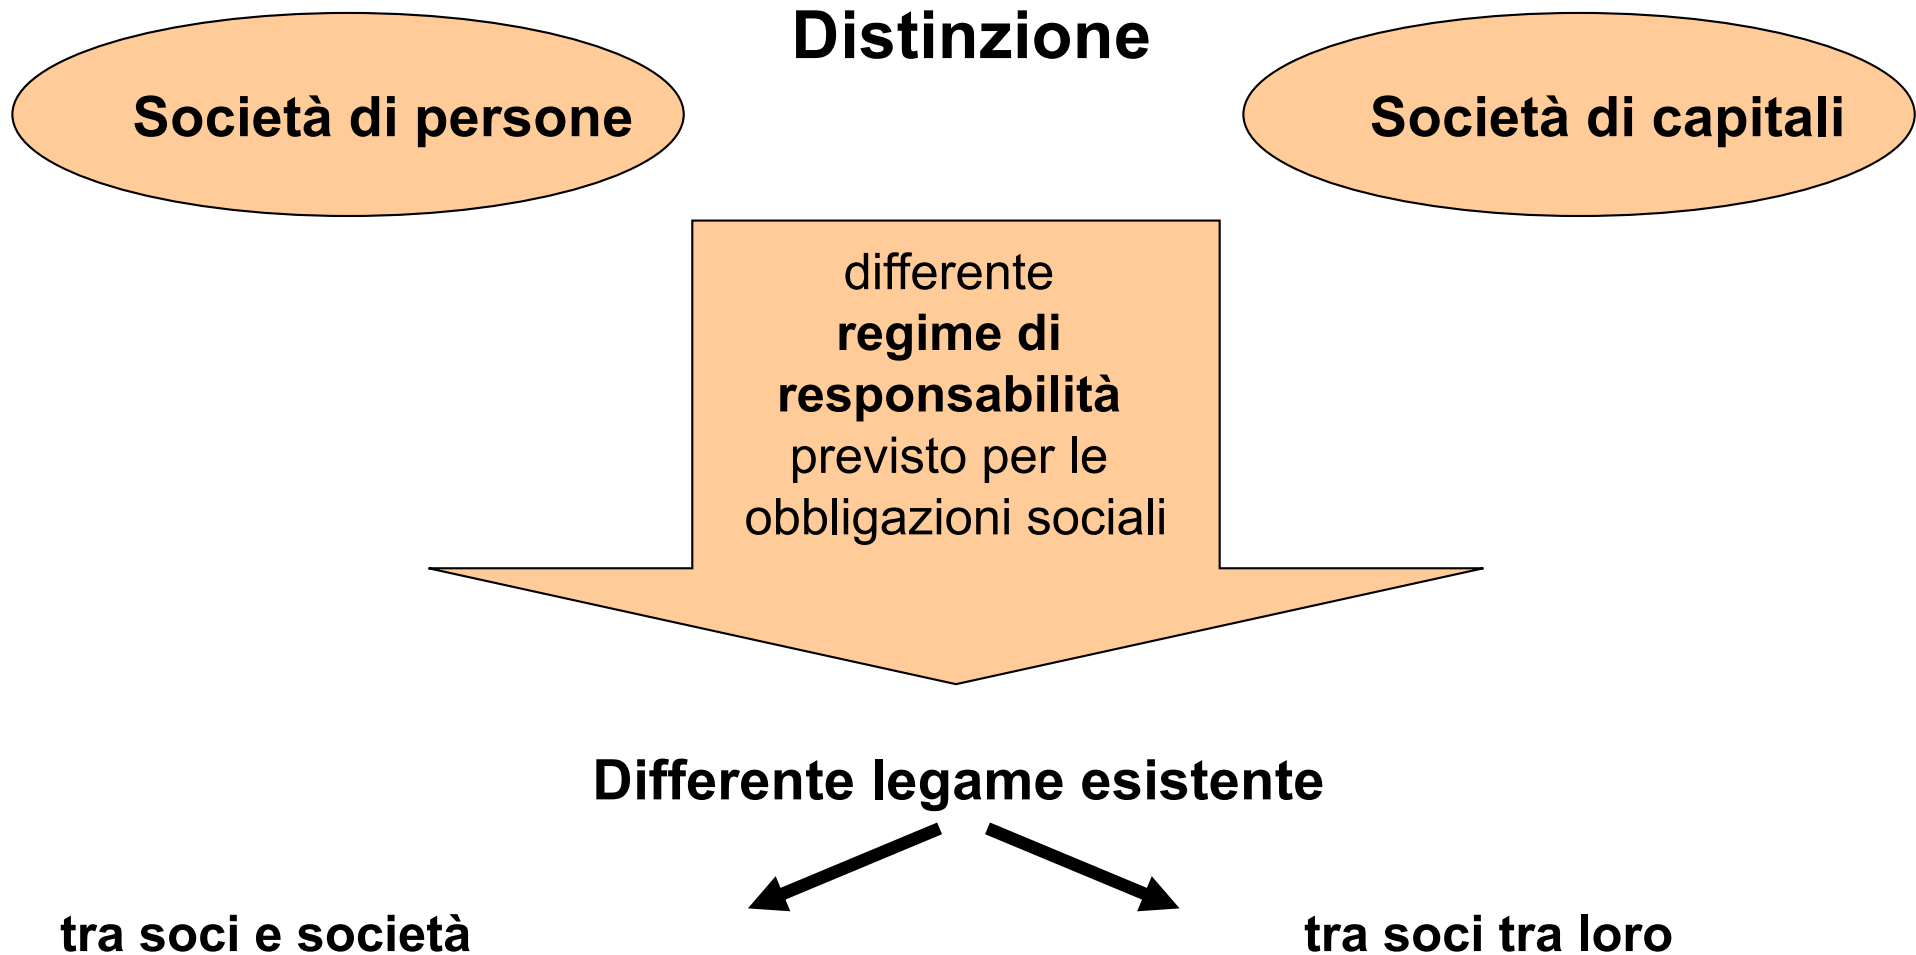 Distinzione
Società di persone
Società di capitali
differente
regime di
responsabilità
previsto per le
obbligazioni sociali
Differente legame esistente
tra soci e società
tra soci tra loro